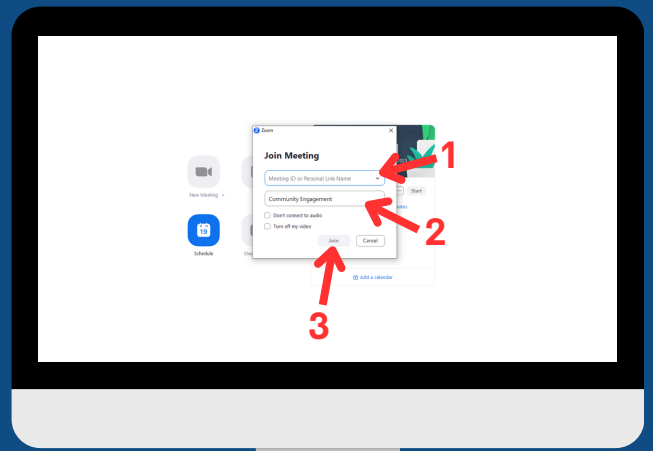 Zoom
Join Meeting
1
Meeting ID or Personal Link Name
New Meeting
Start
Community Engagement
2
Don't connect to audio
19
Turn off my video
Join
Cancel
Schedule
Add a calendar
3